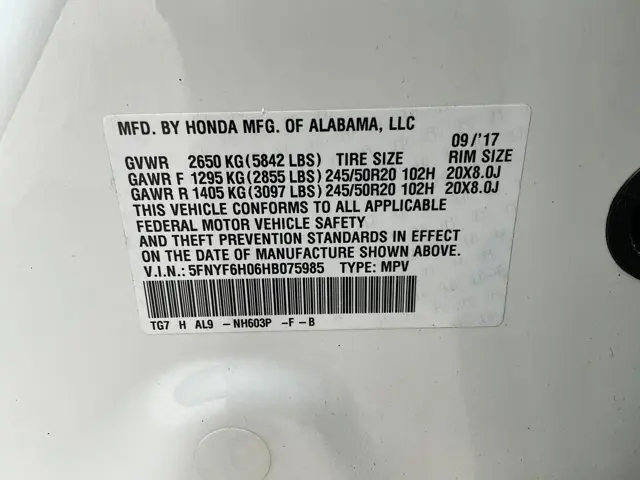 MFD. BY HONDA MFG. OF ALABAMA, LLC 09/'17
GVWR 2650 KG(5842 LBS) TIRE SIZE RIM SIZE
GAWR F 1295 KG(2855 LBS)245/50R20 102H 20X8.0J
GAWR R 1405 KG(3097 LBS)245/50R20 102H 20X8.0J
THIS VEHICLE CONFORMS TO ALL APPLICABLE
FEDERAL MOTOR VEHICLE SAFETY
AND THEFT PREVENTION STANDARDS IN EFFECT
ON THE DATE OF MANUFACTURE SHOWN ABOVE.
V.I.N.: 5FNYF6H06HB075985 TYPE: MPV
TG7 H AL9 -NH603P -F-B